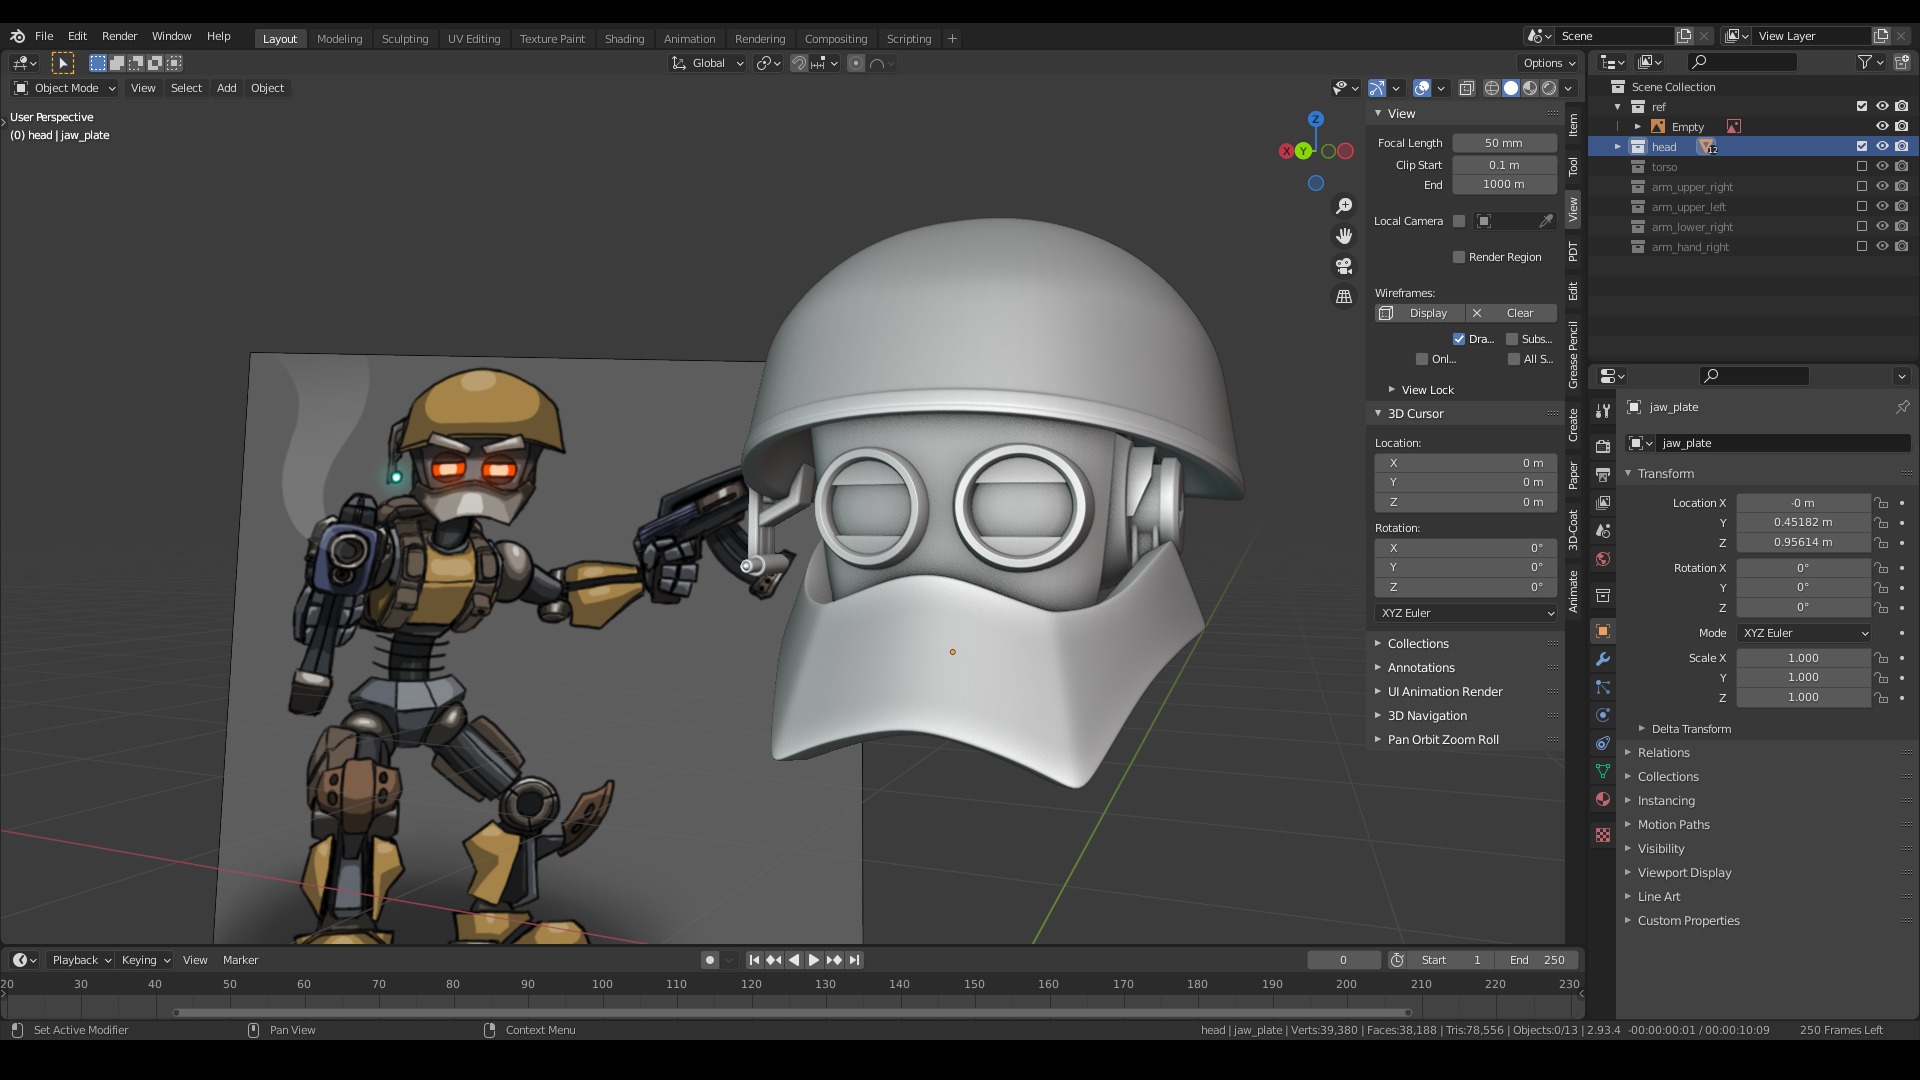 File Edit Render Window Help Layout Modeling Sculpting UV Editing Texture Paint Shading Animation Rendering Compositing Scripting + Scene View Layer
Global Options
Object Mode View Select Add Object
User Perspective
(0) head | jaw_plate
Z
X Y
View
Focal Length 50 mm
Clip Start 0.1 m
End 1000 m
Local Camera
Render Region
Wireframes:
Display Clear
Dra... Subs...
Onl... All S...
View Lock
3D Cursor
Location:
X 0 m
Y 0 m
Z 0 m
Rotation:
X 0°
Y 0°
Z 0°
XYZ Euler
Collections
Annotations
UI Animation Render
3D Navigation
Pan Orbit Zoom Roll
Item
Tool
View
PDT
Edit
Grease Pencil
Create
Paper
3D-Coat
Animate
Scene Collection
ref
Empty
head 12
torso
arm_upper_right
arm_upper_left
arm_lower_right
arm_hand_right
jaw_plate
jaw_plate
Transform
Location X -0 m
Y 0.45182 m
Z 0.95614 m
Rotation X 0°
Y 0°
Z 0°
Mode XYZ Euler
Scale X 1.000
Y 1.000
Z 1.000
Delta Transform
Relations
Collections
Instancing
Motion Paths
Visibility
Viewport Display
Line Art
Custom Properties
Playback Keying View Marker 0 Start 1 End 250
20 30 40 50 60 70 80 90 100 110 120 130 140 150 160 170 180 190 200 210 220 230
Set Active Modifier Pan View Context Menu head | jaw_plate | Verts:39,380 | Faces:38,188 | Tris:78,556 | Objects:0/13 | 2.93.4 -00:00:00:01 / 00:00:10:09 250 Frames Left